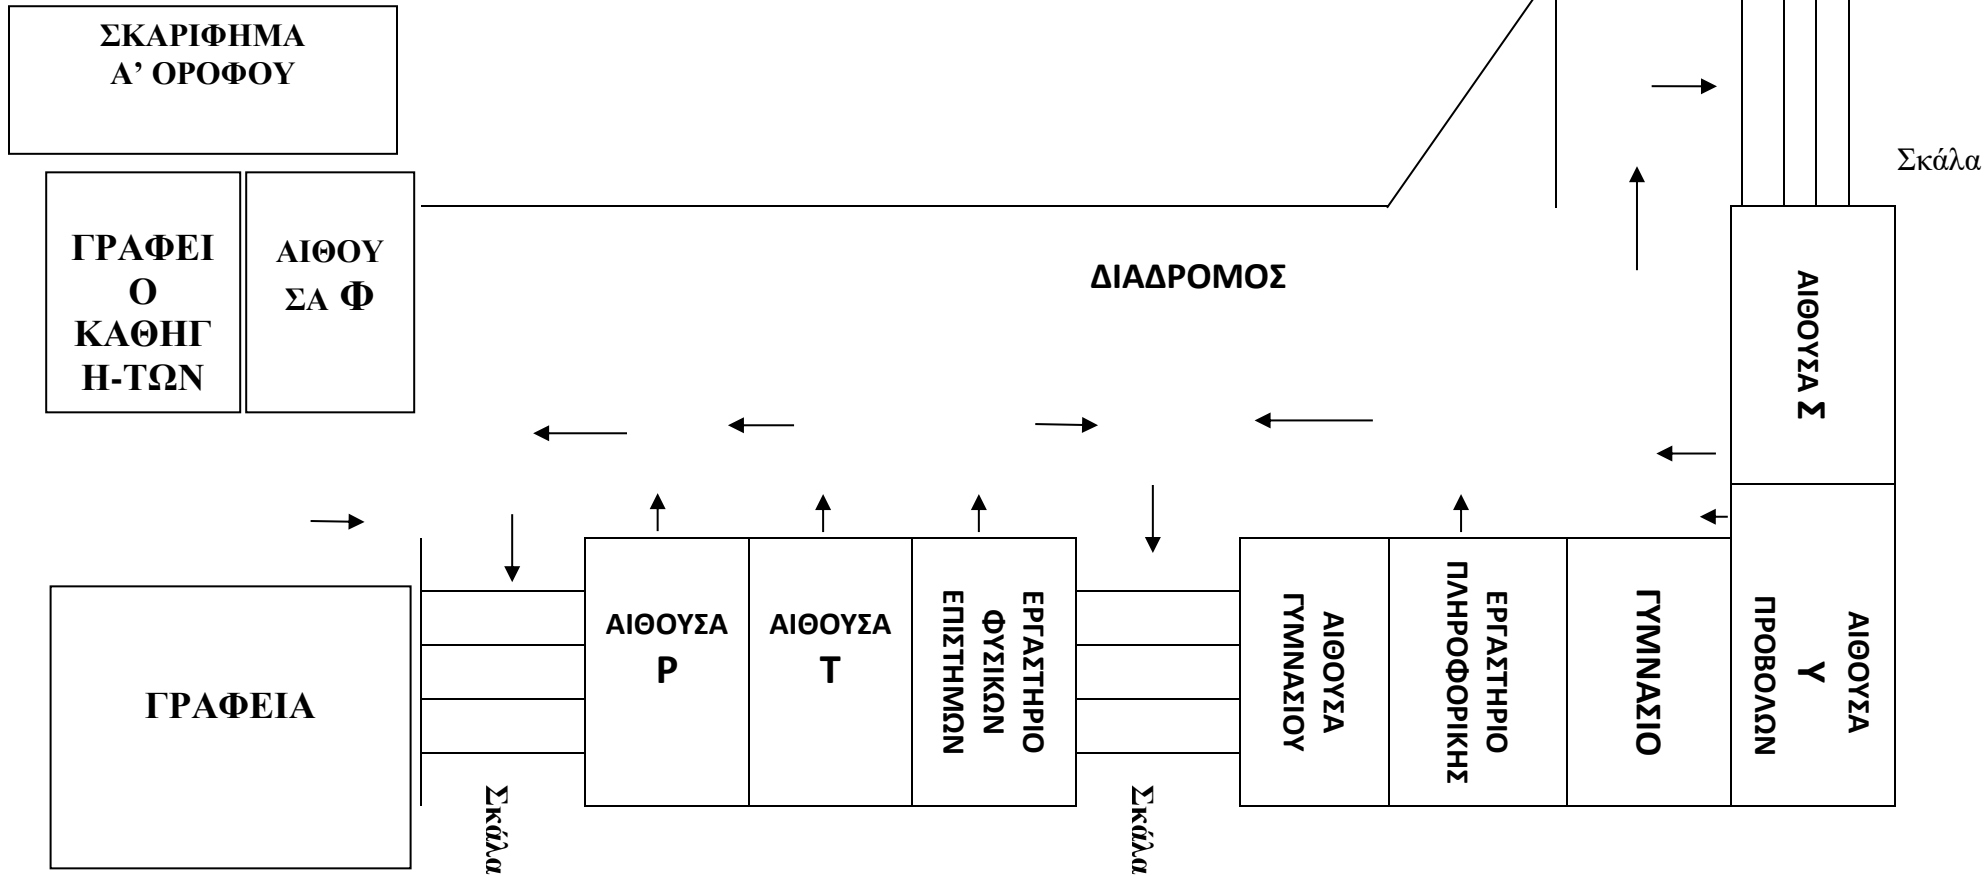 ΣΚΑΡΙΦΗΜΑ
Α’ ΟΡΟΦΟΥ
Σκάλα
ΓΡΑΦΕΙ
Ο
ΚΑΘΗΓ
Η-ΤΩΝ
ΑΙΘΟΥ
ΣΑ Φ
ΔΙΑΔΡΟΜΟΣ
ΑΙΘΟΥΣΑ Σ
ΓΡΑΦΕΙΑ
Σκάλα
ΑΙΘΟΥΣΑ
Ρ
ΑΙΘΟΥΣΑ
Τ
ΕΡΓΑΣΤΗΡΙΟ
ΦΥΣΙΚΩΝ
ΕΠΙΣΤΗΜΩΝ
Σκάλα
ΑΙΘΟΥΣΑ
ΓΥΜΝΑΣΙΟΥ
ΕΡΓΑΣΤΗΡΙΟ
ΠΛΗΡΟΦΟΡΙΚΗΣ
ΓΥΜΝΑΣΙΟ
ΑΙΘΟΥΣΑ
Υ
ΠΡΟΒΟΛΩΝ